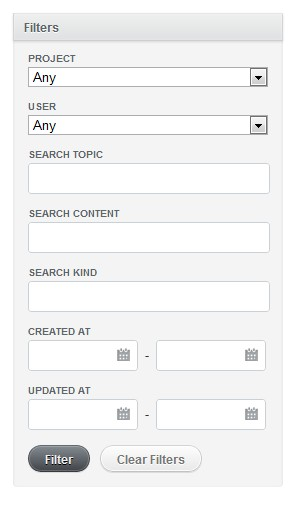 Filters
PROJECT
Any
USER
Any
SEARCH TOPIC
SEARCH CONTENT
SEARCH KIND
CREATED AT
-
UPDATED AT
-
Filter Clear Filters